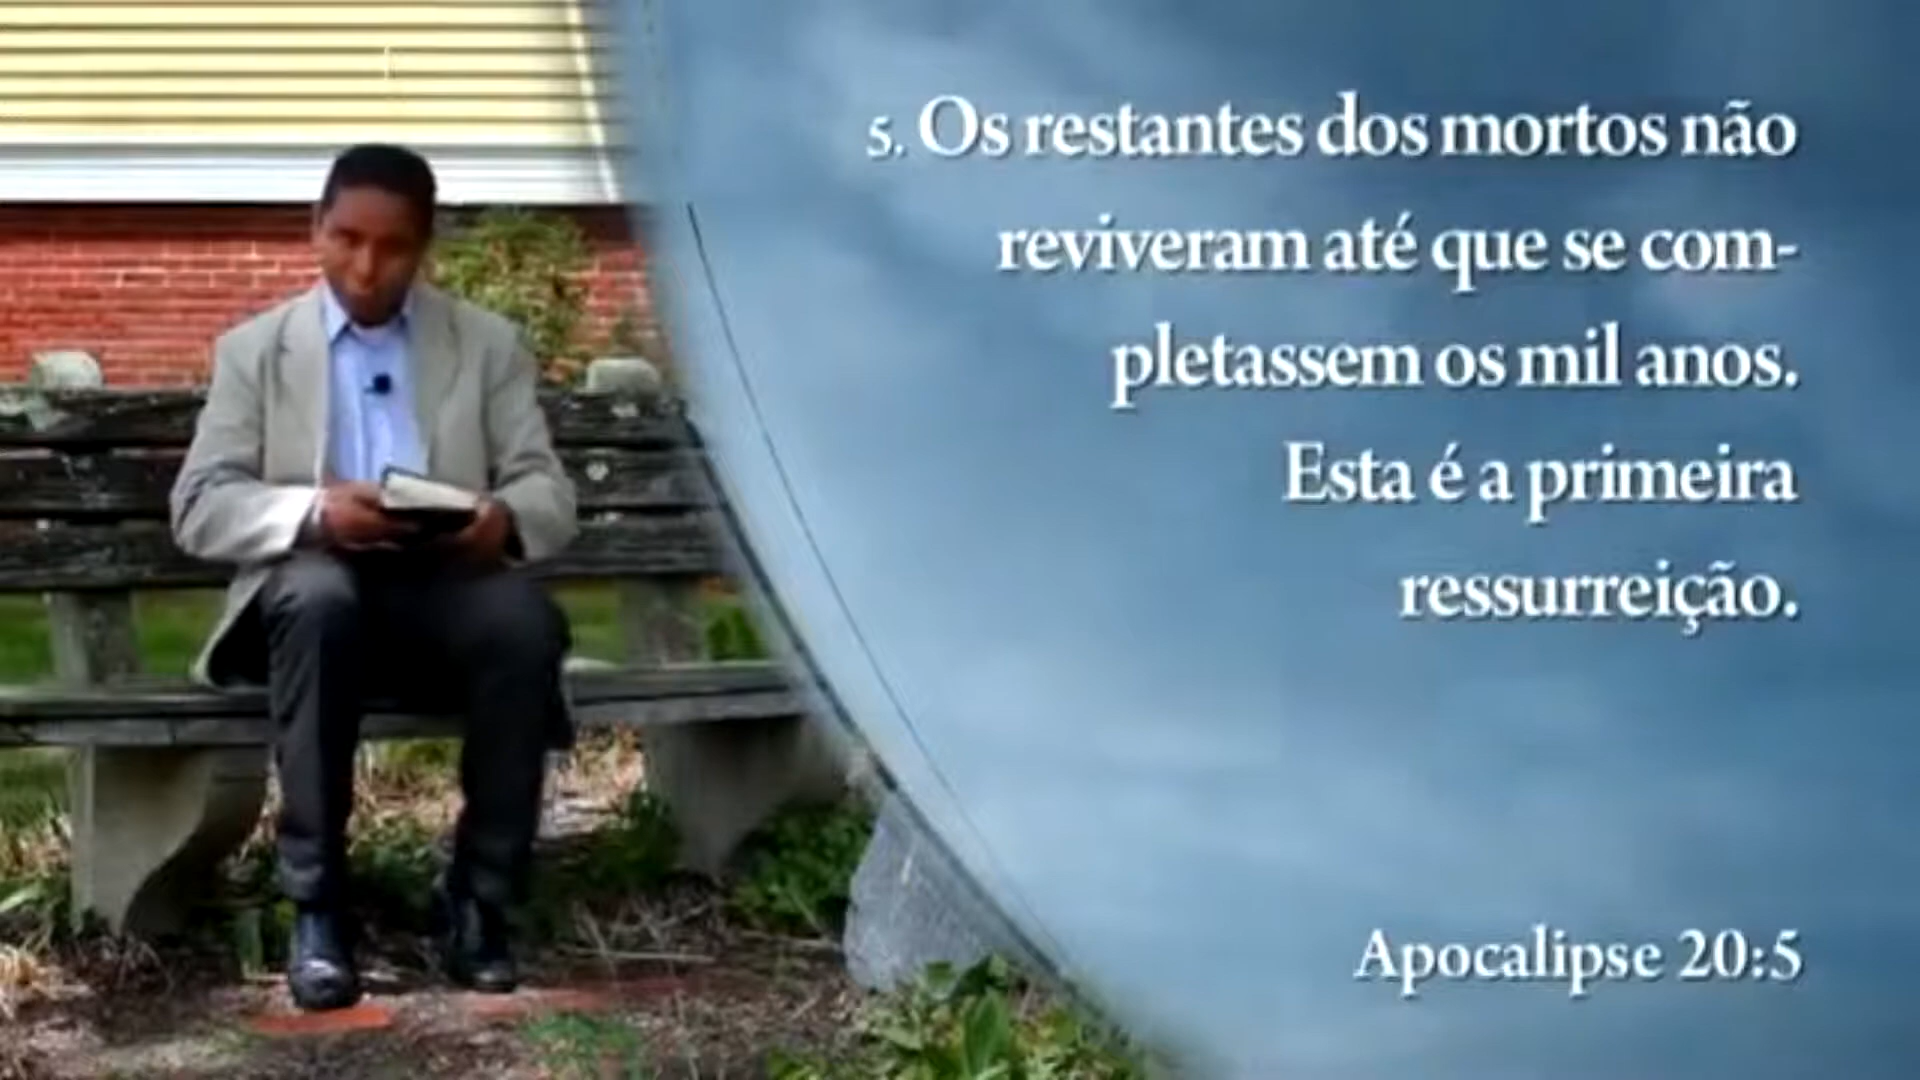 5. Os restantes dos mortos não
reviveram até que se com-
pletassem os mil anos.
Esta é a primeira
ressurreição.
Apocalipse 20:5